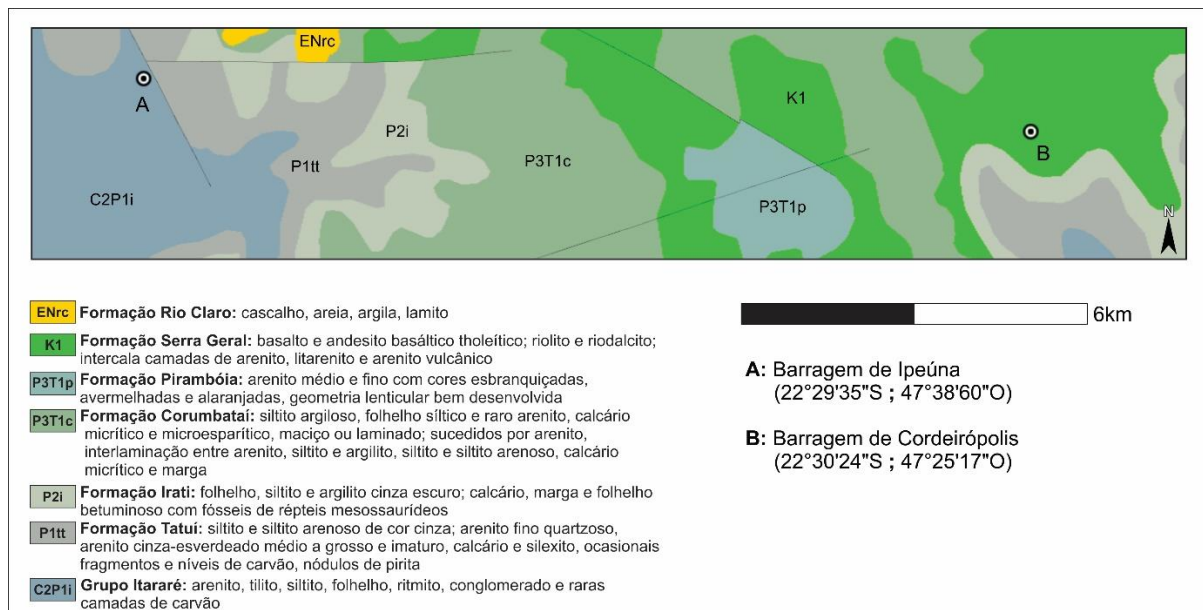 ENrc
A
K1
P2i
B
P1tt
P3T1c
C2P1i
P3T1p
N
ENrc Formação Rio Claro: cascalho, areia, argila, lamito
K1 Formação Serra Geral: basalto e andesito basáltico tholeítico; riolito e riodalcito;
intercala camadas de arenito, litarenito e arenito vulcânico
P3T1p Formação Pirambóia: arenito médio e fino com cores esbranquiçadas,
avermelhadas e alaranjadas, geometria lenticular bem desenvolvida
P3T1c Formação Corumbataí: siltito argiloso, folhelho síltico e raro arenito, calcário
micrítico e microesparítico, maciço ou laminado; sucedidos por arenito,
interlaminação entre arenito, siltito e argilito, siltito e siltito arenoso, calcário
micrítico e marga
P2i Formação Irati: folhelho, siltito e argilito cinza escuro; calcário, marga e folhelho
betuminoso com fósseis de répteis mesossaurídeos
P1tt Formação Tatuí: siltito e siltito arenoso de cor cinza; arenito fino quartzoso,
arenito cinza-esverdeado médio a grosso e imaturo, calcário e silexito, ocasionais
fragmentos e níveis de carvão, nódulos de pirita
C2P1i Grupo Itararé: arenito, tilito, siltito, folhelho, ritmito, conglomerado e raras
camadas de carvão
6km
A: Barragem de Ipeúna
(22°29'35"S ; 47°38'60"O)
B: Barragem de Cordeirópolis
(22°30'24"S ; 47°25'17"O)